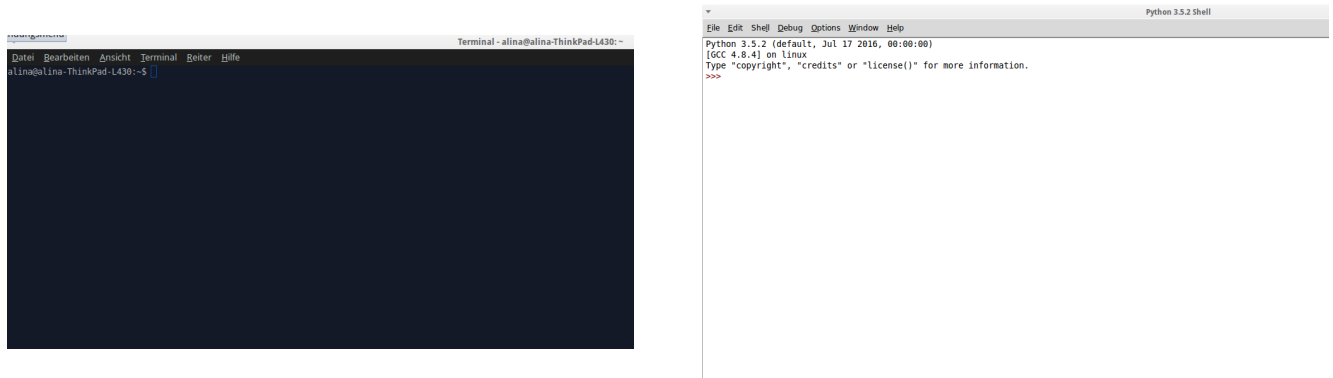 Terminal - alina@alina-ThinkPad-L430: ~
Datei Bearbeiten Ansicht Terminal Reiter Hilfe
alina@alina-ThinkPad-L430:~$
Python 3.5.2 Shell
File Edit Shell Debug Options Window Help
Python 3.5.2 (default, Jul 17 2016, 00:00:00)
[GCC 4.8.4] on linux
Type "copyright", "credits" or "license()" for more information.
>>>